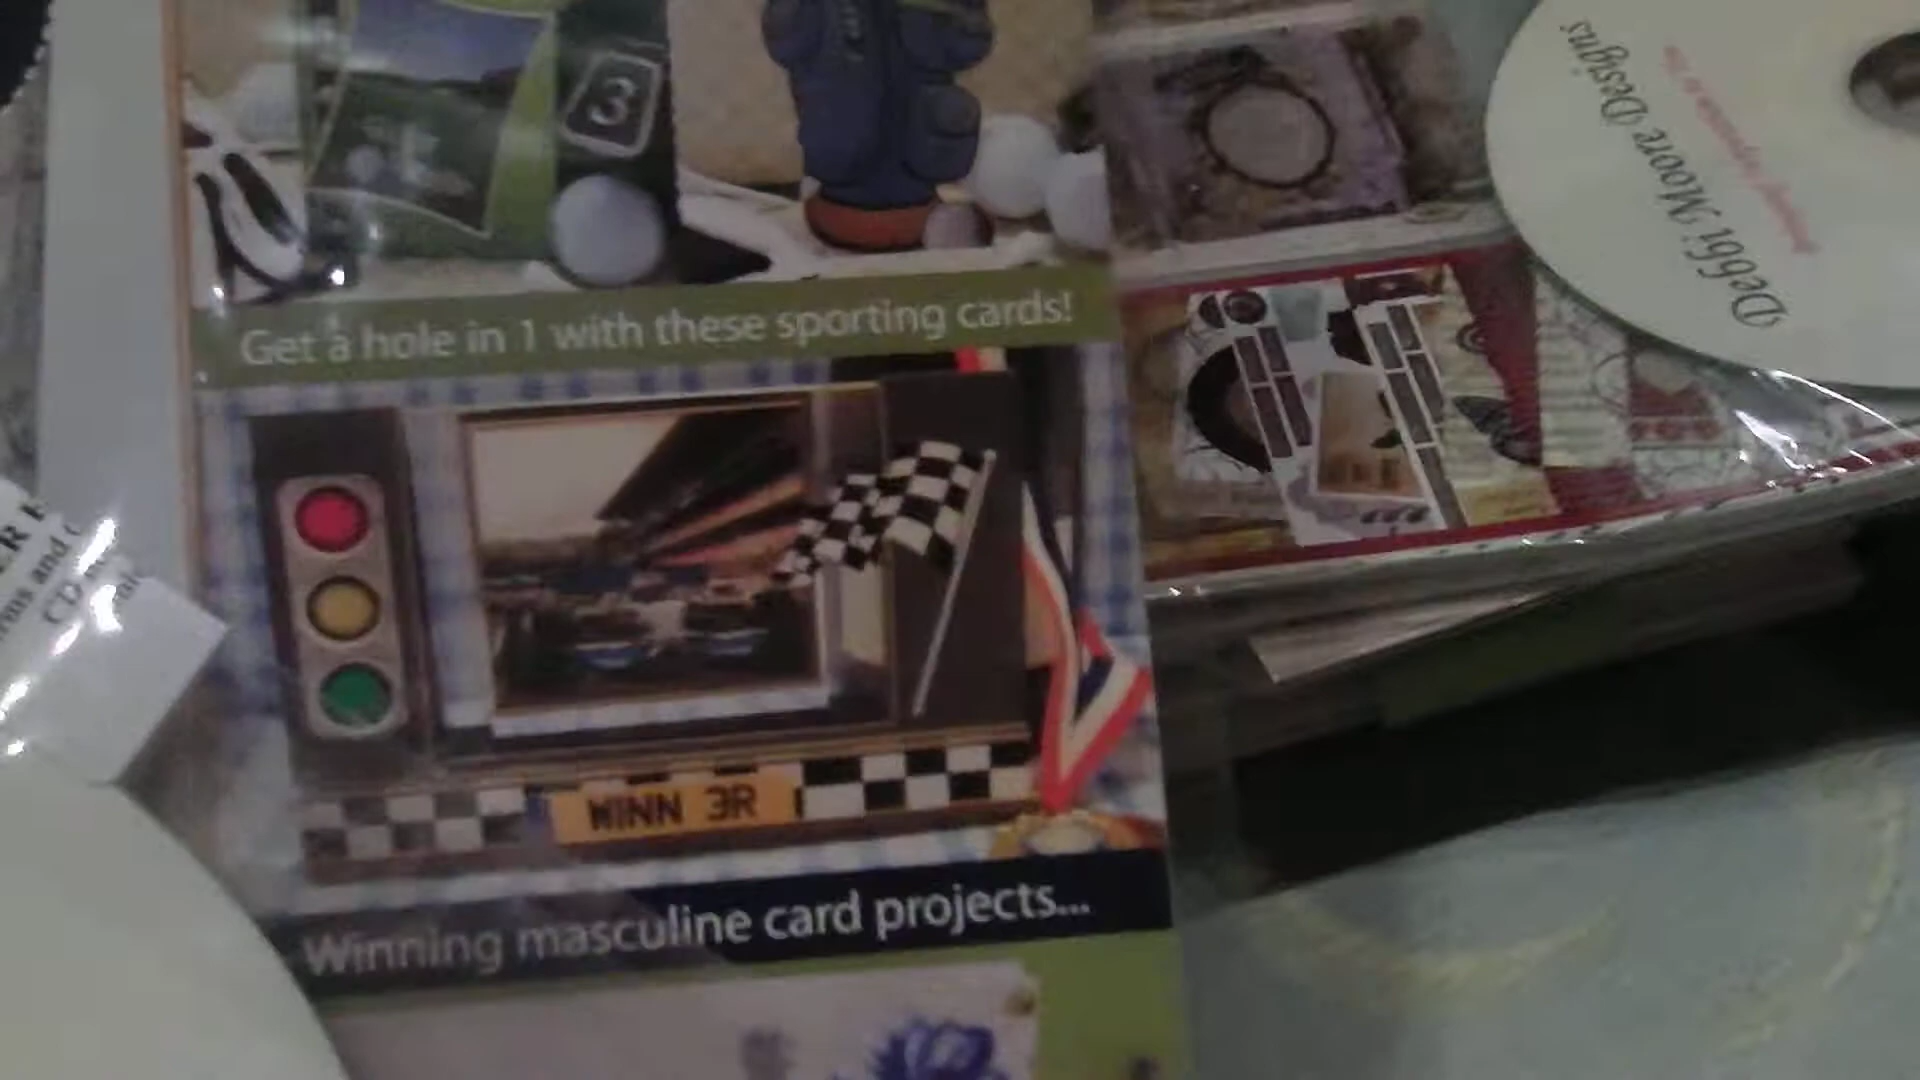 3
Debbi Moore Designs
Get a hole in 1 with these sporting cards!
WINN 3R
Winning masculine card projects...